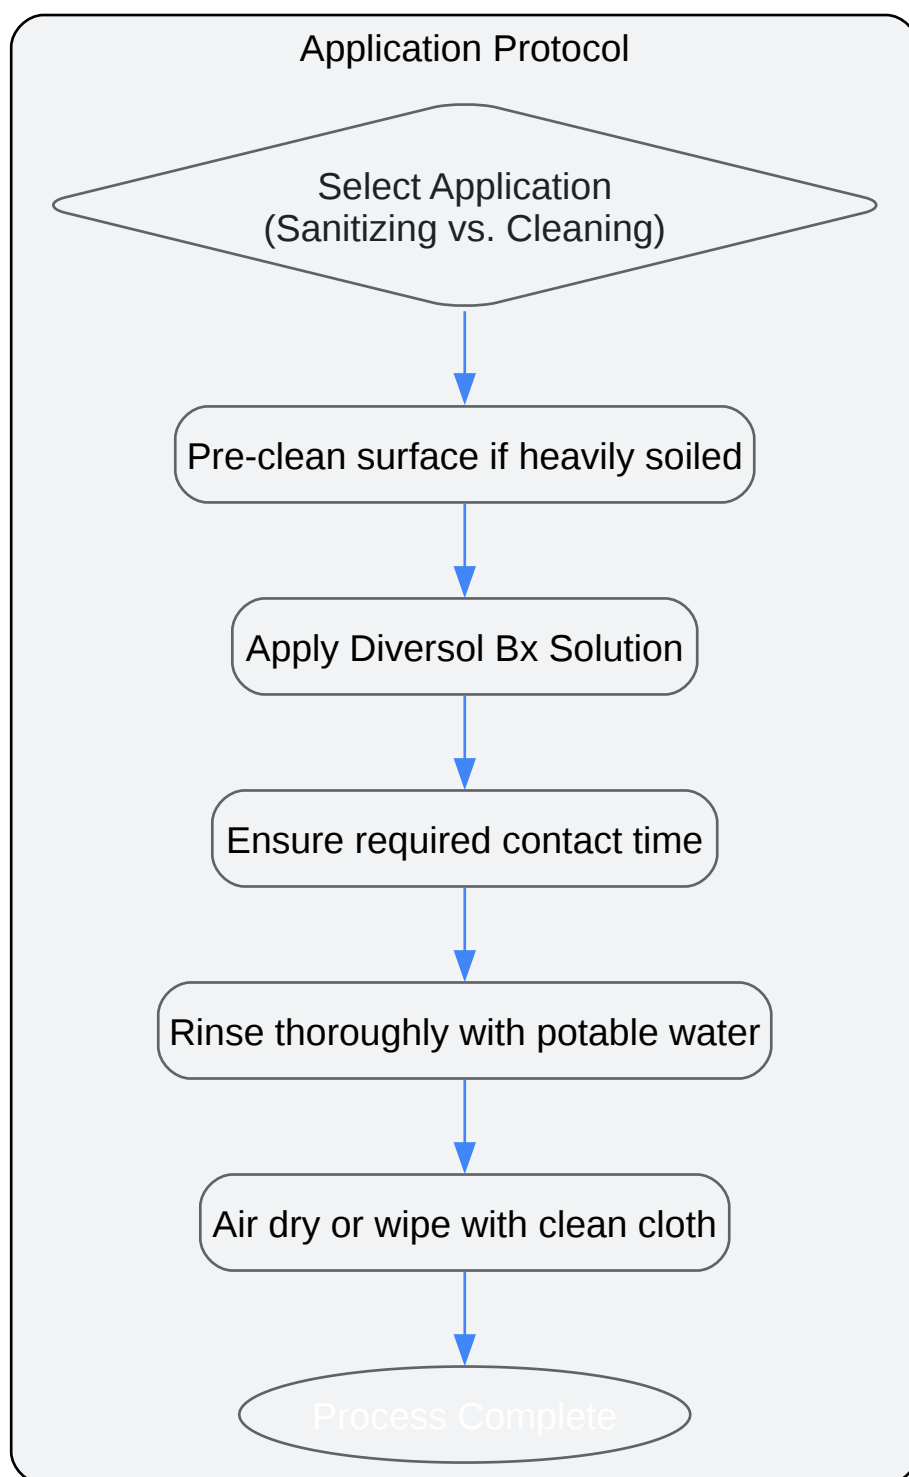 Application Protocol
Select Application
(Sanitizing vs. Cleaning)
Pre-clean surface if heavily soiled
Apply Diversol Bx Solution
Ensure required contact time
Rinse thoroughly with potable water
Air dry or wipe with clean cloth
Process Complete